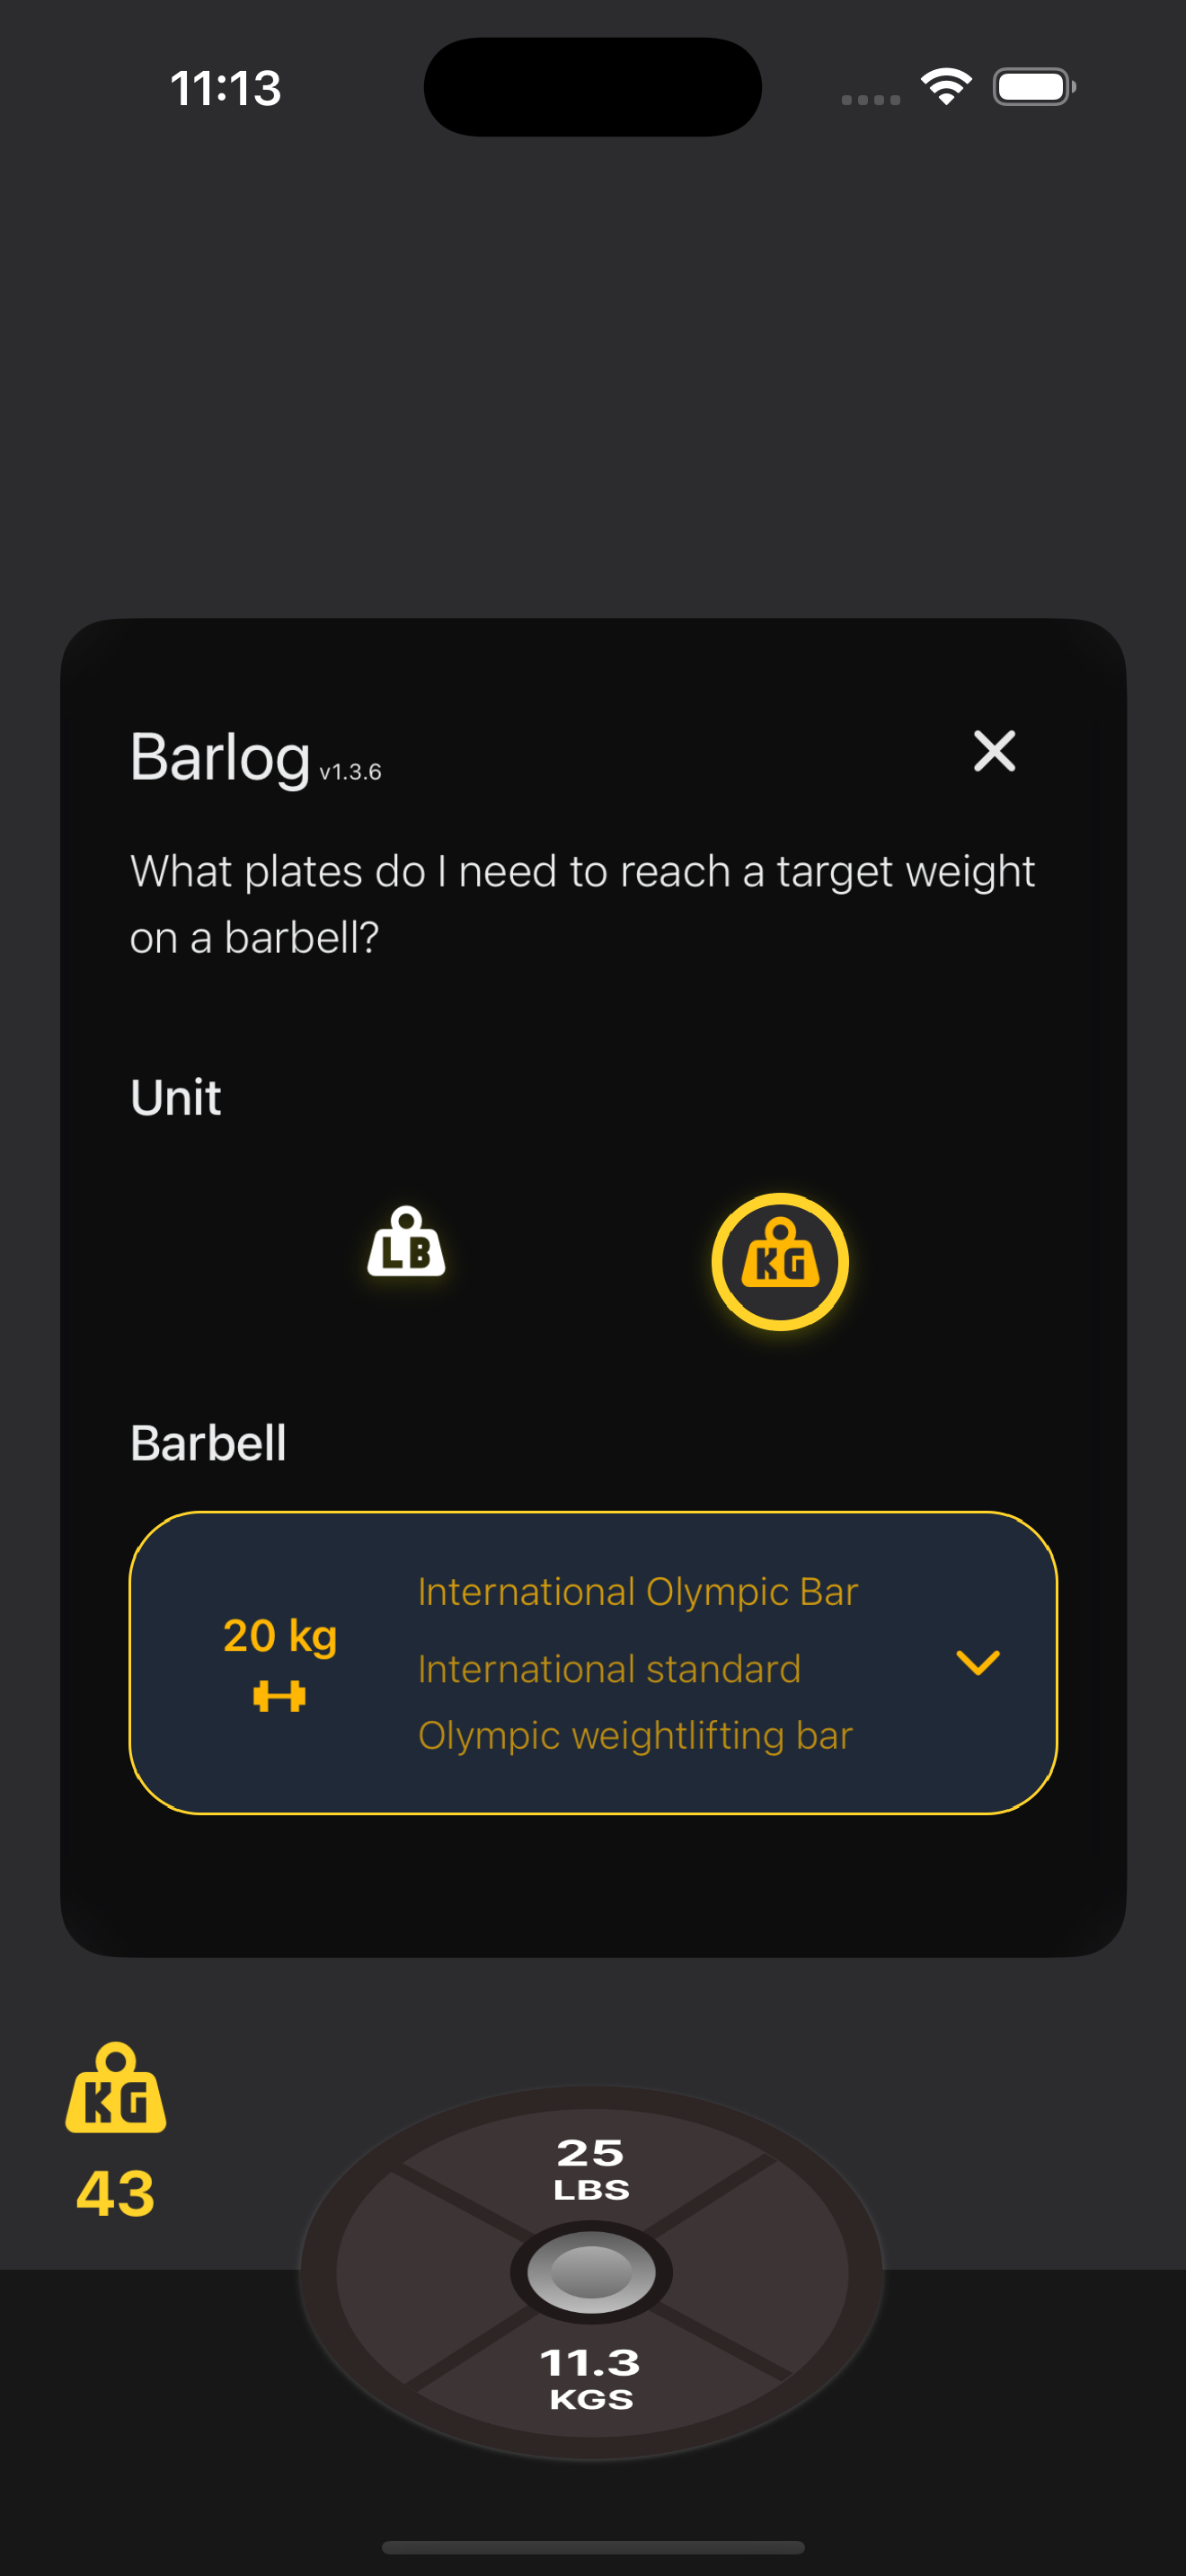 11:13
Barlog v1.3.6
What plates do I need to reach a target weight
on a barbell?
Unit
LB
KG
Barbell
20 kg
International Olympic Bar
International standard
Olympic weightlifting bar
KG
43
25
LBS
11.3
KGS